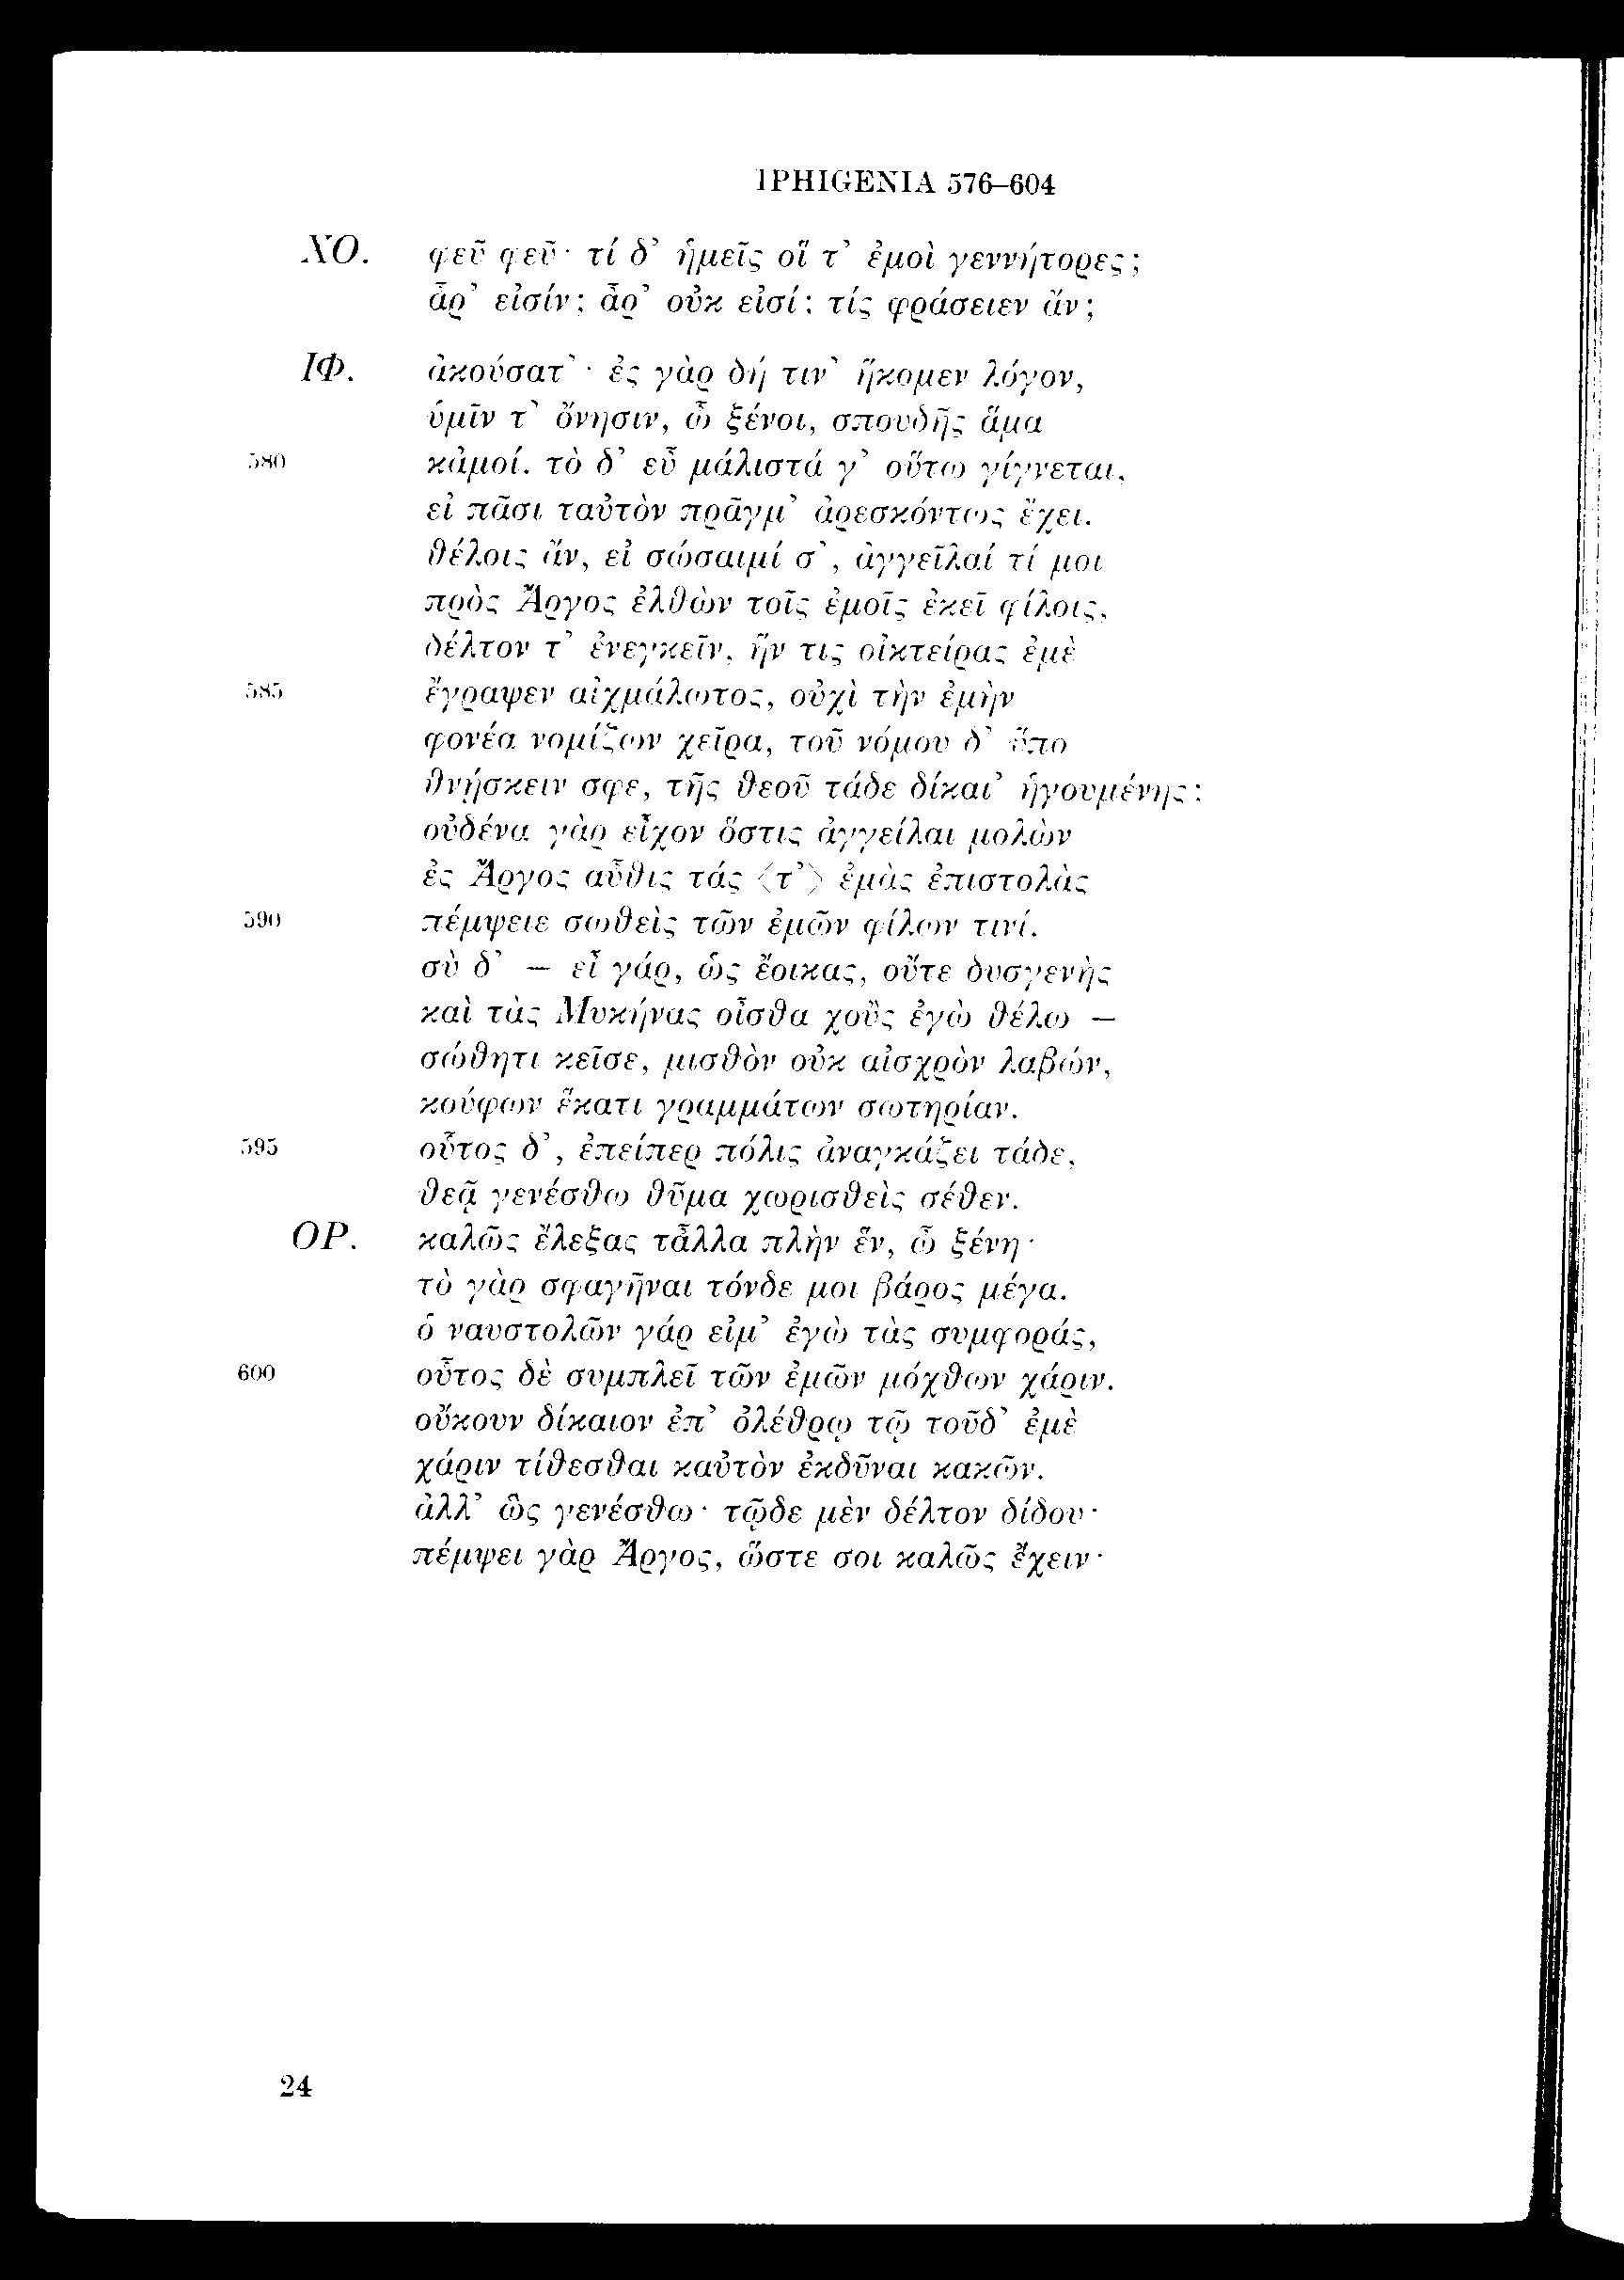 IPHIGENIA 576–604
ΧΟ. φεῦ φεῦ· τί δ’ ἡμεῖς οἵ τ’ ἐμοὶ γεννήτορες;
ἆρ’ εἰσίν; ἆρ’ οὐκ εἰσί; τίς φράσειεν ἄν;
ΙΦ. ἀκούσατ’· ἐς γὰρ δή τιν’ ἥκομεν λόγον,
ὑμῖν τ’ ὄνησιν, ὦ ξένοι, σπουδῆς ἅμα
580 κἀμοί. τὸ δ’ εὖ μάλιστά γ’ οὕτω γίγνεται,
εἰ πᾶσι ταὐτὸν πρᾶγμ’ ἀρεσκόντως ἔχει.
θέλοις ἄν, εἰ σώσαιμί σ’, ἀγγεῖλαί τί μοι
πρὸς Ἄργος ἐλθὼν τοῖς ἐμοῖς ἐκεῖ φίλοις,
δέλτον τ’ ἐνεγκεῖν, ἥν τις οἰκτείρας ἐμὲ
585 ἔγραψεν αἰχμάλωτος, οὐχὶ τὴν ἐμὴν
φονέα νομίζων χεῖρα, τοῦ νόμου δ’ ὕπο
θνῄσκειν σφε, τῆς θεοῦ τάδε δίκαι’ ἡγουμένης;
οὐδένα γὰρ εἶχον ὅστις ἀγγείλαι μολὼν
ἐς Ἄργος αὖθις τάς ⟨τ’⟩ ἐμὰς ἐπιστολὰς
590 πέμψειε σωθεὶς τῶν ἐμῶν φίλων τινί.
σὺ δ’ – εἶ γάρ, ὡς ἔοικας, οὔτε δυσγενὴς
καὶ τὰς Μυκήνας οἶσθα χοὓς ἐγὼ θέλω –
σώθητι κεῖσε, μισθὸν οὐκ αἰσχρὸν λαβών,
κούφων ἕκατι γραμμάτων σωτηρίαν.
595 οὗτος δ’, ἐπείπερ πόλις ἀναγκάζει τάδε,
θεᾷ γενέσθω θῦμα χωρισθεὶς σέθεν.
ΟΡ. καλῶς ἔλεξας τἆλλα πλὴν ἕν, ὦ ξένη·
τὸ γὰρ σφαγῆναι τόνδε μοι βάρος μέγα.
ὁ ναυστολῶν γάρ εἰμ’ ἐγὼ τὰς συμφοράς,
600 οὗτος δὲ συμπλεῖ τῶν ἐμῶν μόχθων χάριν.
οὔκουν δίκαιον ἐπ’ ὀλέθρῳ τῷ τοῦδ’ ἐμὲ
χάριν τίθεσθαι καὐτὸν ἐκδῦναι κακῶν.
ἀλλ’ ὣς γενέσθω· τῷδε μὲν δέλτον δίδου·
πέμψει γὰρ Ἄργος, ὥστε σοι καλῶς ἔχειν·
24